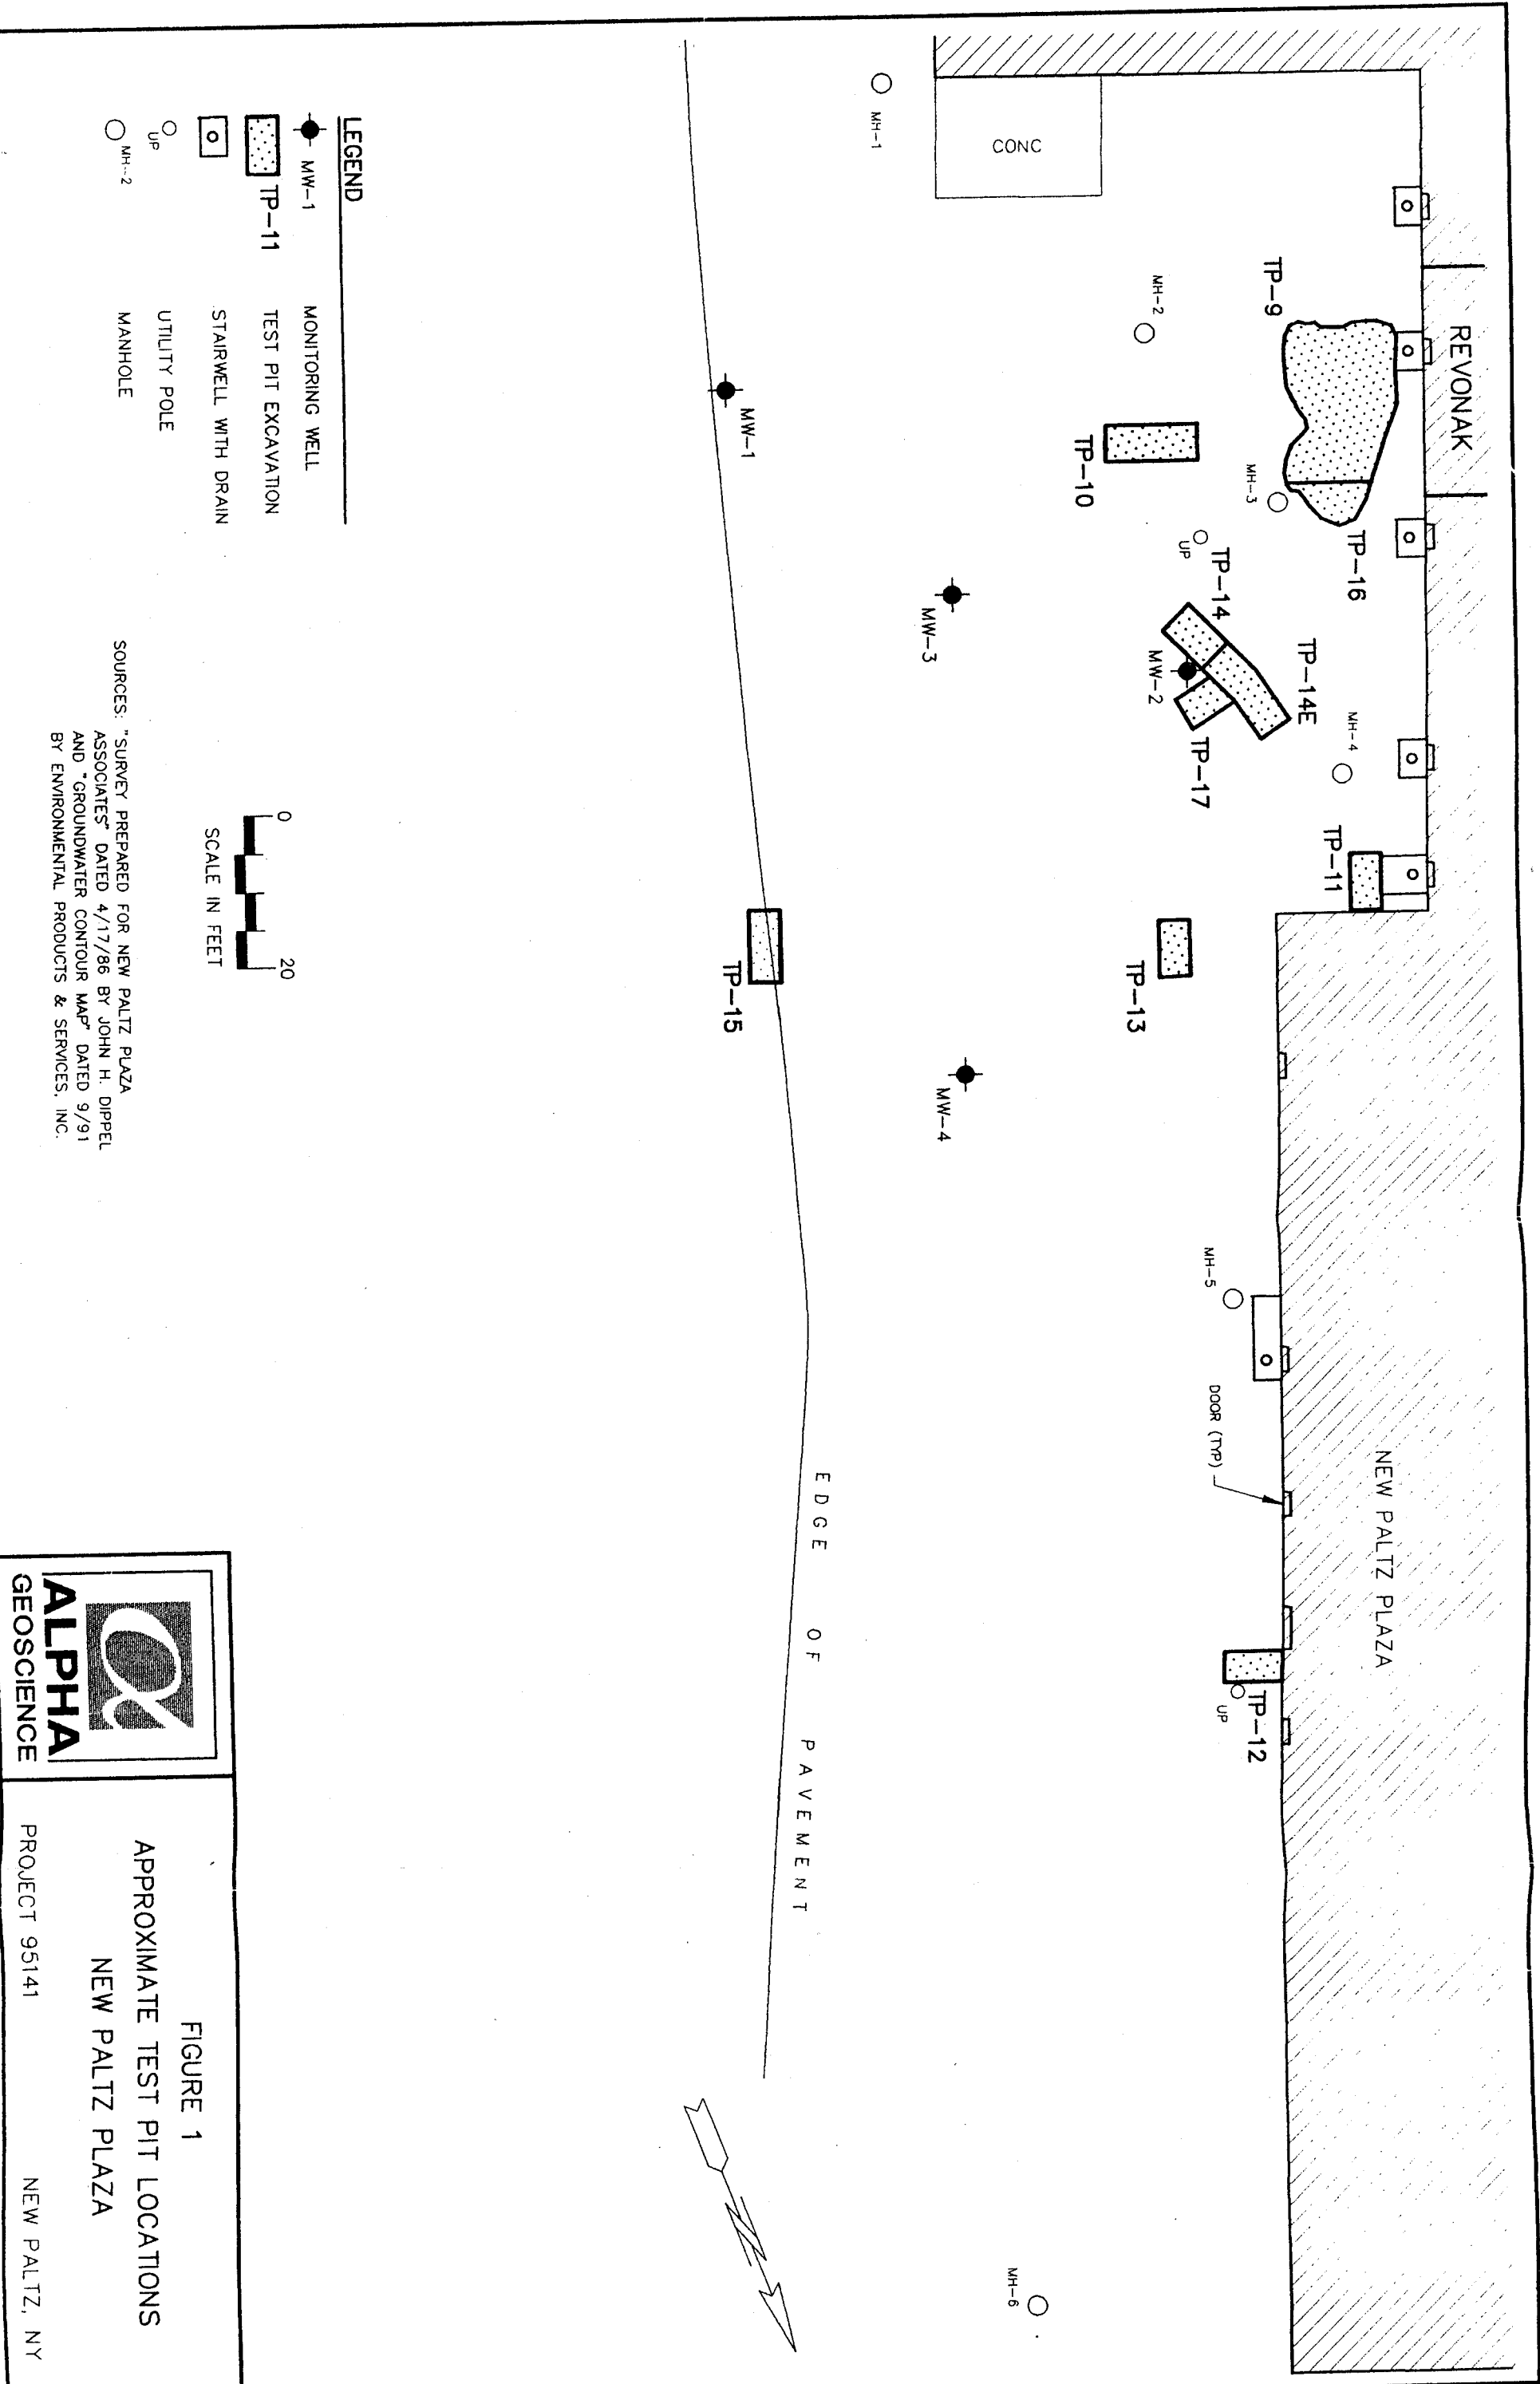 REVONAK
NEW PALTZ PLAZA
CONC
MH-1
MH-2
TP-9
TP-10
MH-3
UP
TP-16
TP-14
TP-14E
MW-2
TP-17
MH-4
TP-11
TP-13
MW-1
MW-3
MW-4
TP-15
MH-5
DOOR (TYP)
TP-12
UP
MH-6
EDGE OF PAVEMENT
LEGEND
MW-1 MONITORING WELL
TP-11 TEST PIT EXCAVATION
STAIRWELL WITH DRAIN
UP UTILITY POLE
MH-2 MANHOLE
0 20
SCALE IN FEET
SOURCES: "SURVEY PREPARED FOR NEW PALTZ PLAZA
ASSOCIATES" DATED 4/17/86 BY JOHN H. DIPPEL
AND "GROUNDWATER CONTOUR MAP" DATED 9/91
BY ENVIRONMENTAL PRODUCTS & SERVICES, INC.
α
ALPHA
GEOSCIENCE
FIGURE 1
APPROXIMATE TEST PIT LOCATIONS
NEW PALTZ PLAZA
PROJECT 95141 NEW PALTZ, NY